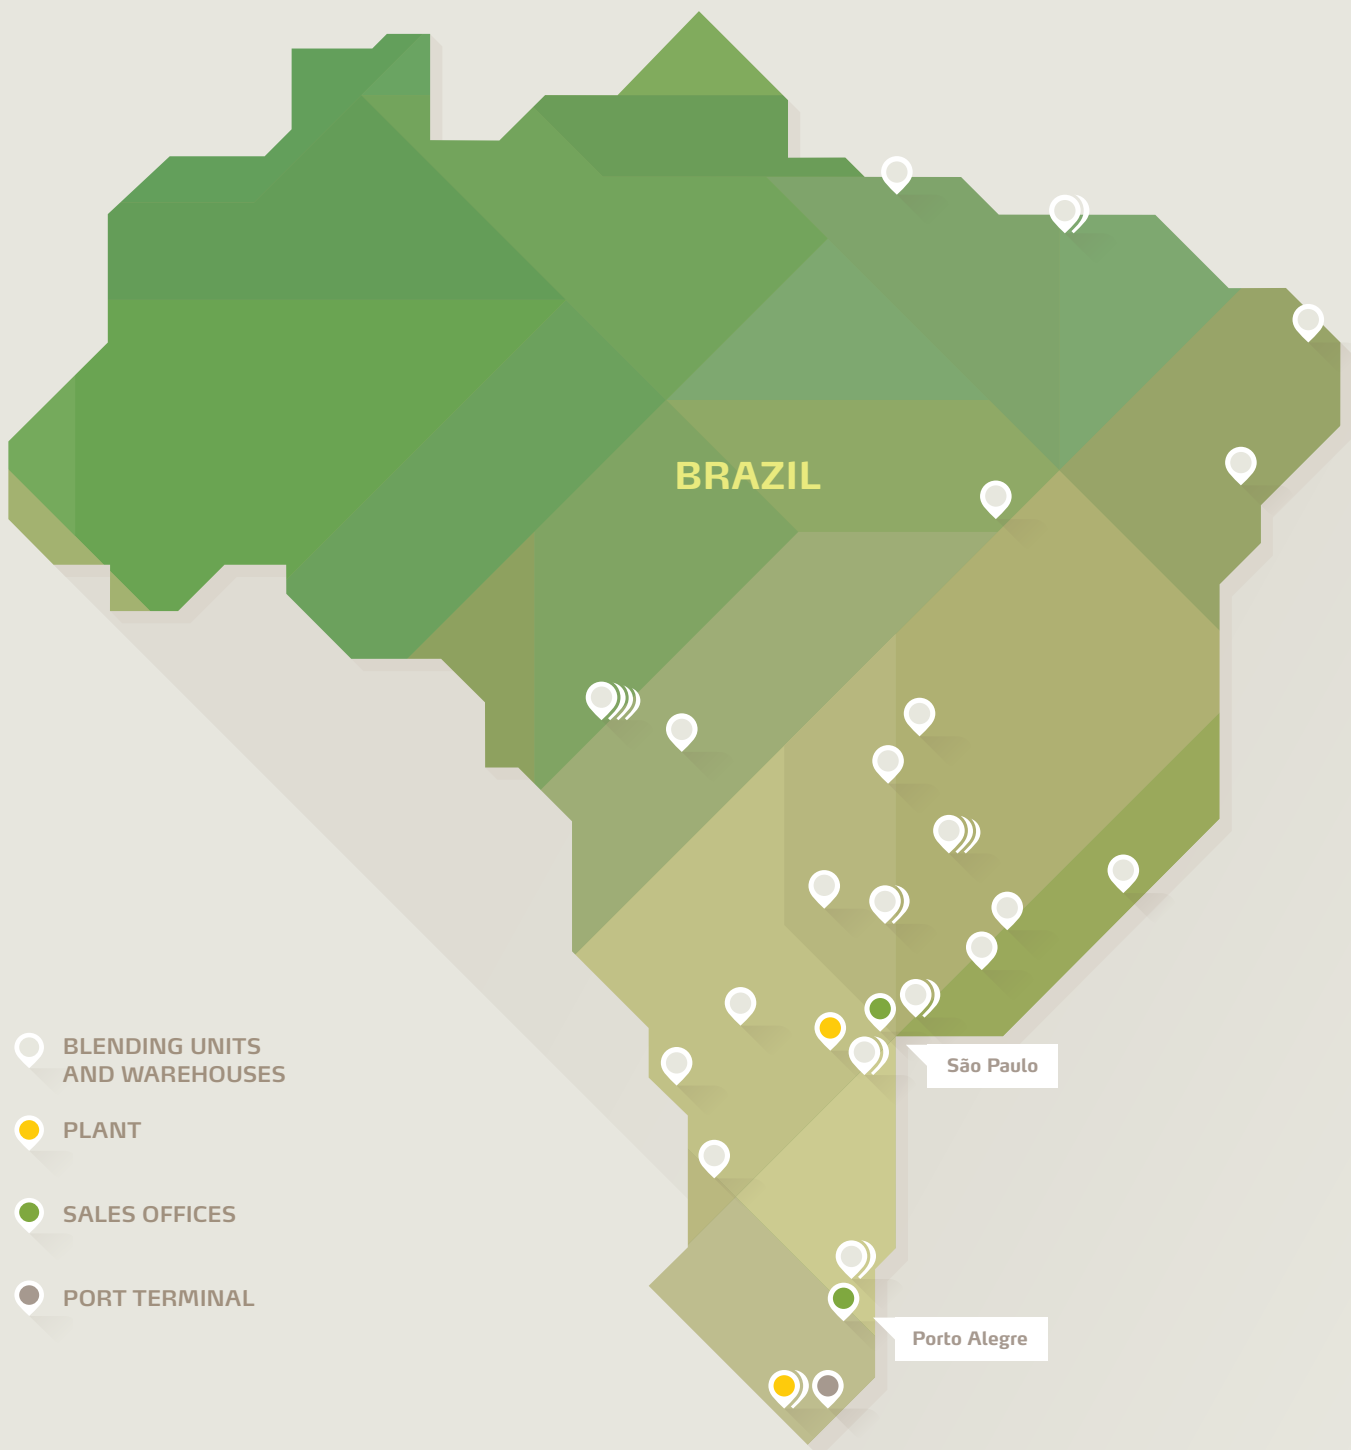 BRAZIL
BLENDING UNITS
AND WAREHOUSES
São Paulo
PLANT
SALES OFFICES
PORT TERMINAL
Porto Alegre